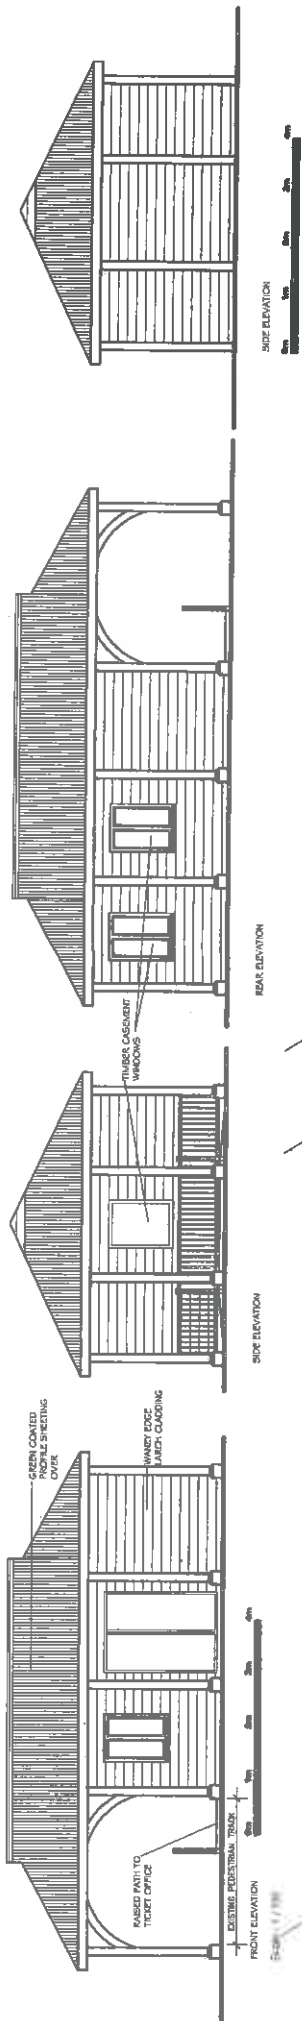 GREEN COATED
PROFILE SHEETING
OVER
WANEY EDGE
LARCH CLADDING
RAISED PATH TO
TICKET OFFICE
EXISTING PEDESTRIAN TRACK
0m 1m 2m 3m 4m
FRONT ELEVATION
TIMBER CASEMENT
WINDOWS
SIDE ELEVATION
REAR ELEVATION
SIDE ELEVATION
0m 1m 2m 3m 4m